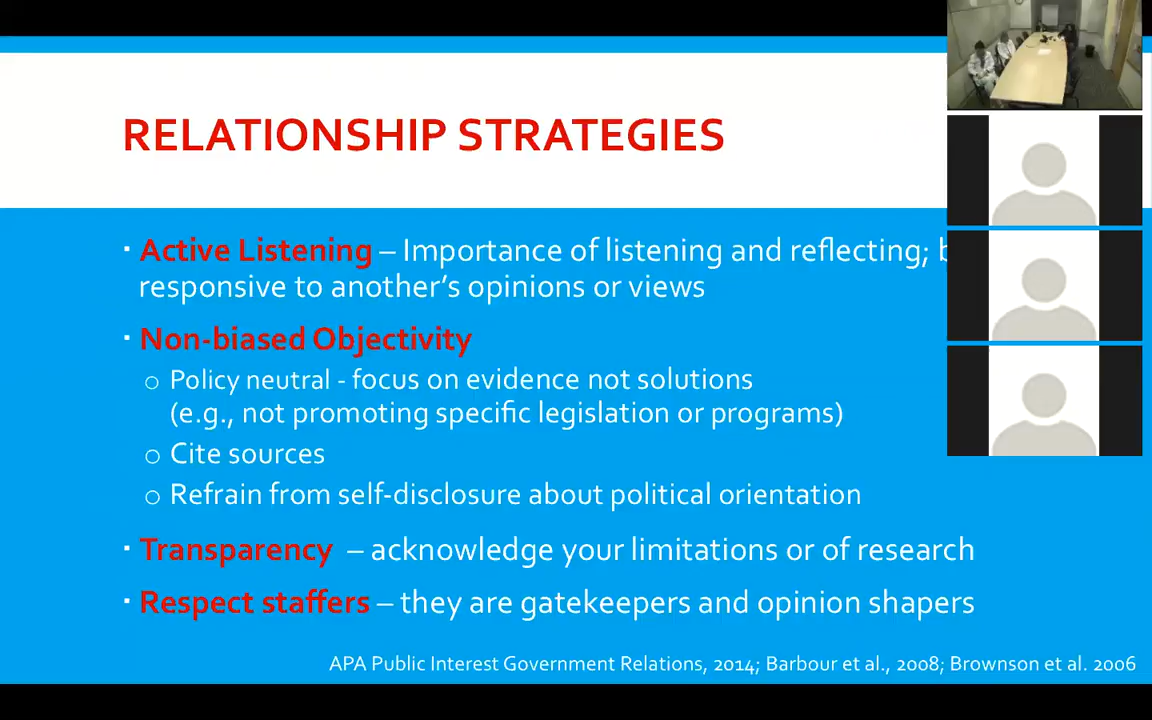 RELATIONSHIP STRATEGIES
▪ Active Listening – Importance of listening and reflecting;
responsive to another’s opinions or views
▪ Non-biased Objectivity
o Policy neutral - focus on evidence not solutions
(e.g., not promoting specific legislation or programs)
o Cite sources
o Refrain from self-disclosure about political orientation
▪ Transparency – acknowledge your limitations or of research
▪ Respect staffers – they are gatekeepers and opinion shapers
APA Public Interest Government Relations, 2014; Barbour et al., 2008; Brownson et al. 2006